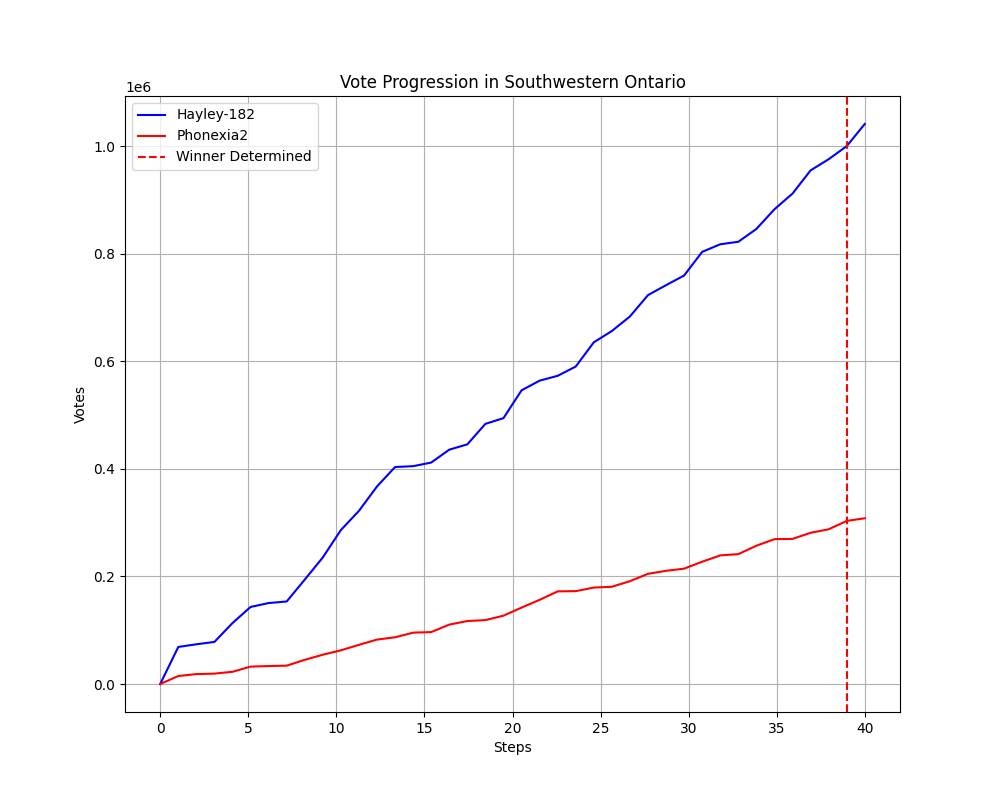 Vote Progression in Southwestern Ontario
1e6
Hayley-182
Phonexia2
Winner Determined
1.0
0.8
0.6
0.4
0.2
0.0
Votes
0 5 10 15 20 25 30 35 40
Steps